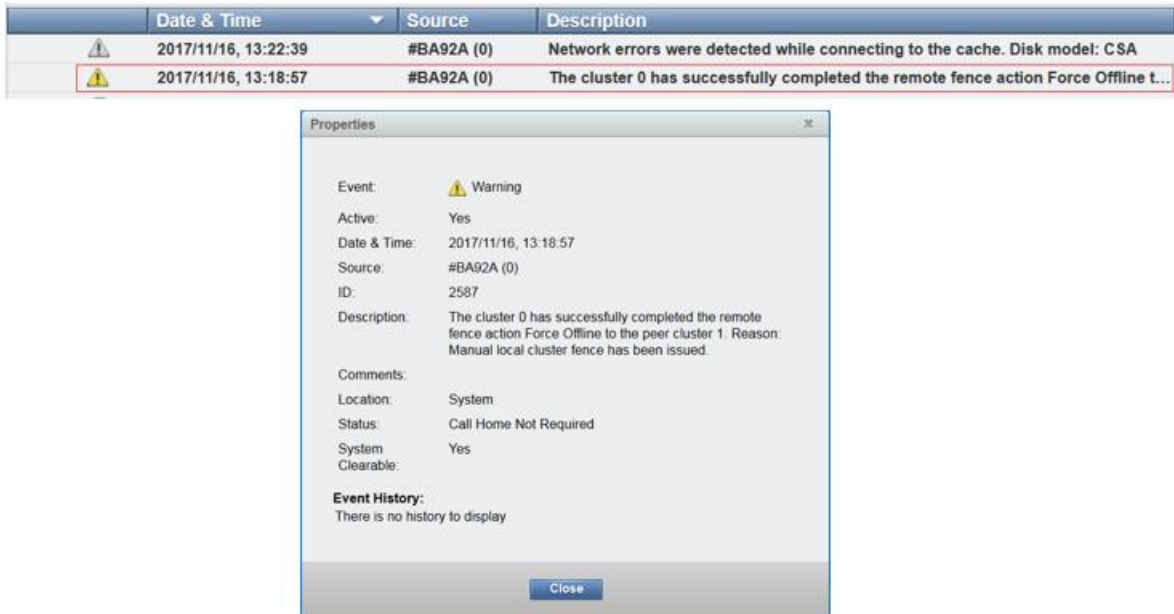 Date & Time Source Description
2017/11/16, 13:22:39 #BA92A (0) Network errors were detected while connecting to the cache. Disk model: CSA
2017/11/16, 13:18:57 #BA92A (0) The cluster 0 has successfully completed the remote fence action Force Offline t...
Properties x
Event: Warning
Active: Yes
Date & Time: 2017/11/16, 13:18:57
Source: #BA92A (0)
ID: 2587
Description: The cluster 0 has successfully completed the remote
fence action Force Offline to the peer cluster 1. Reason:
Manual local cluster fence has been issued.
Comments:
Location: System
Status: Call Home Not Required
System Yes
Clearable:
Event History:
There is no history to display
Close